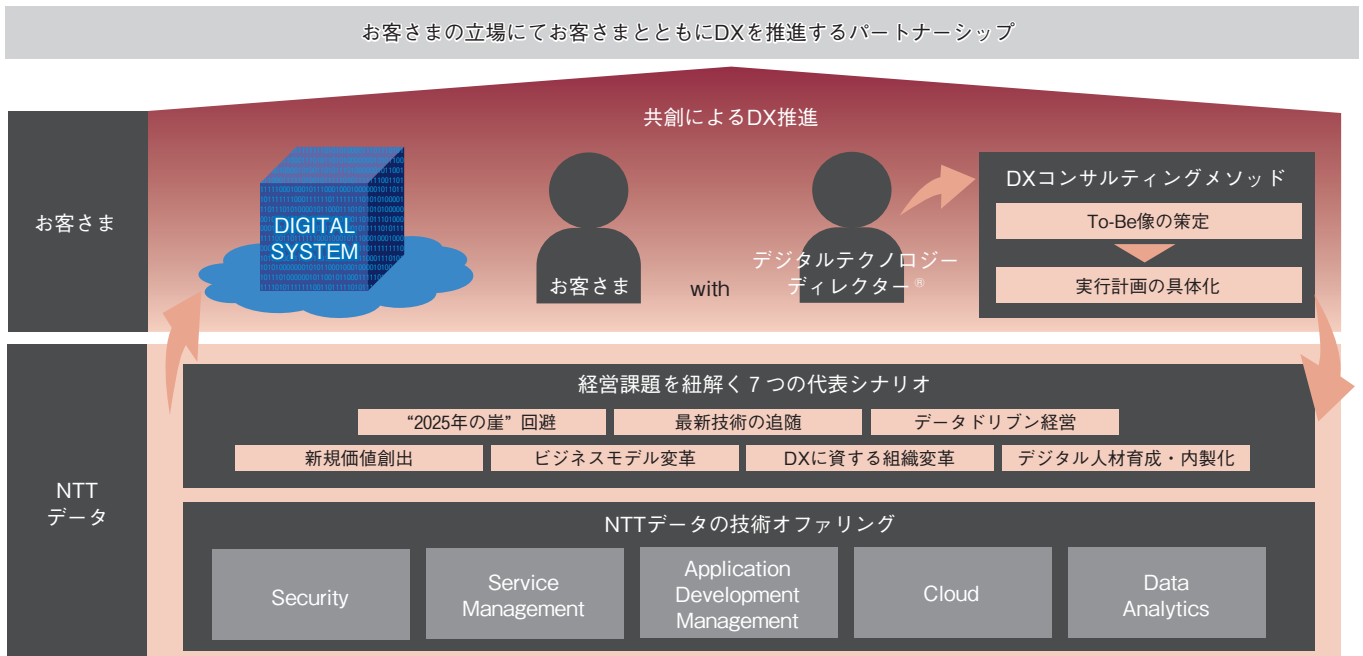 お客さまの立場にてお客さまとともにDXを推進するパートナーシップ
共創によるDX推進
お客さま
DIGITAL
SYSTEM
お客さま
with
デジタルテクノロジー
ディレクター®
DXコンサルティングメソッド
To-Be像の策定
実行計画の具体化
NTT
データ
経営課題を紐解く7つの代表シナリオ
“2025年の崖”回避
最新技術の追随
データドリブン経営
新規価値創出
ビジネスモデル変革
DXに資する組織変革
デジタル人材育成・内製化
NTTデータの技術オファリング
Security
Service
Management
Application
Development
Management
Cloud
Data
Analytics